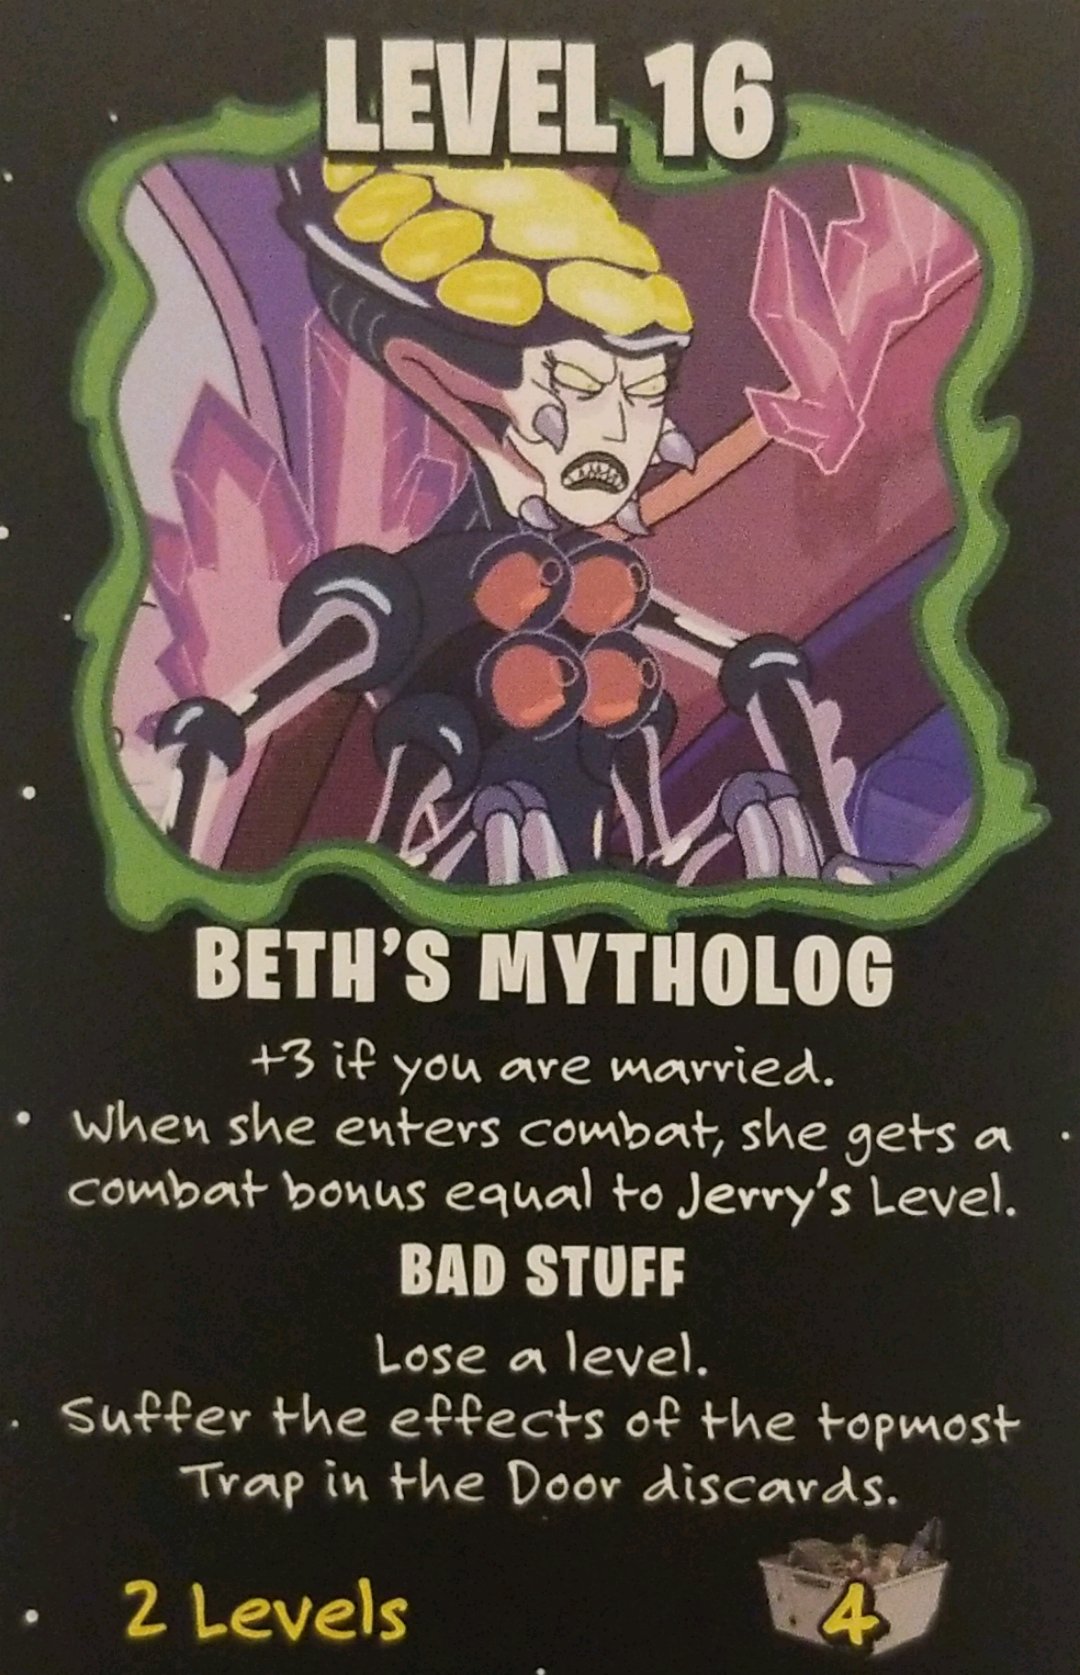 LEVEL 16
BETH'S MYTHOLOG
+3 if you are married.
When she enters combat, she gets a
combat bonus equal to Jerry's Level.
BAD STUFF
Lose a level.
Suffer the effects of the topmost
Trap in the Door discards.
2 Levels
4